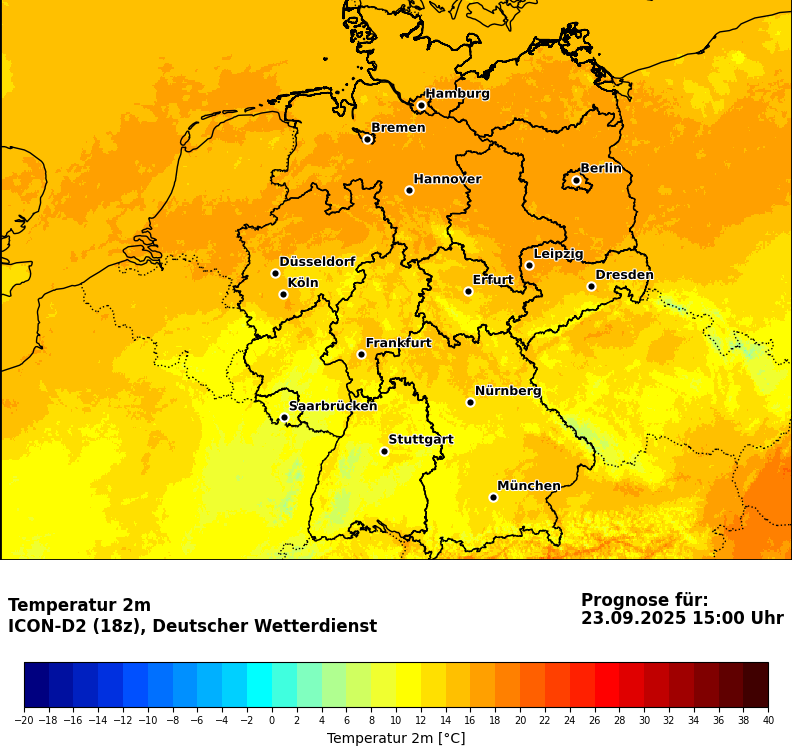 Hamburg
Bremen
Berlin
Hannover
Leipzig
Düsseldorf
Dresden
Köln
Erfurt
Frankfurt
Nürnberg
Saarbrücken
Stuttgart
München
Temperatur 2m
ICON-D2 (18z), Deutscher Wetterdienst
Prognose für:
23.09.2025 15:00 Uhr
−20 −18 −16 −14 −12 −10 −8 −6 −4 −2 0 2 4 6 8 10 12 14 16 18 20 22 24 26 28 30 32 34 36 38 40
Temperatur 2m [°C]